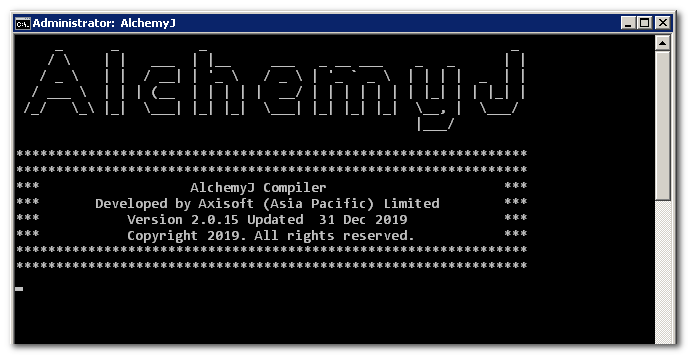 Administrator: AlchemyJ
AlchemyJ
****************************************************************
****************************************************************
*** AlchemyJ Compiler ***
*** Developed by Axisoft (Asia Pacific) Limited ***
*** Version 2.0.15 Updated  31 Dec 2019 ***
*** Copyright 2019. All rights reserved. ***
****************************************************************
****************************************************************